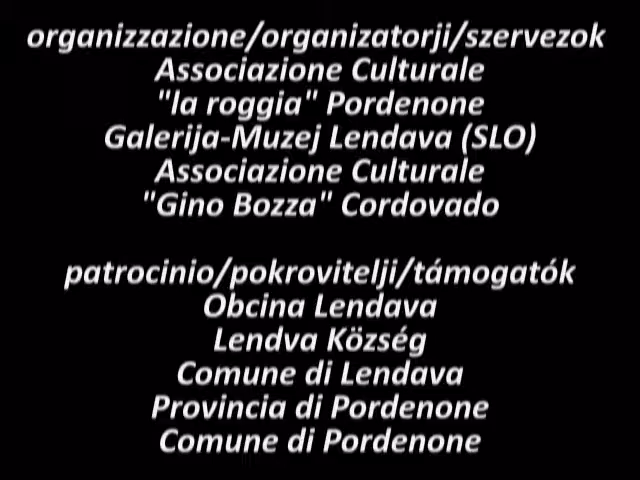 organizzazione/organizatorji/szervezok
Associazione Culturale
"la roggia" Pordenone
Galerija-Muzej Lendava (SLO)
Associazione Culturale
"Gino Bozza" Cordovado
patrocinio/pokrovitelji/támogatók
Obcina Lendava
Lendva Község
Comune di Lendava
Provincia di Pordenone
Comune di Pordenone